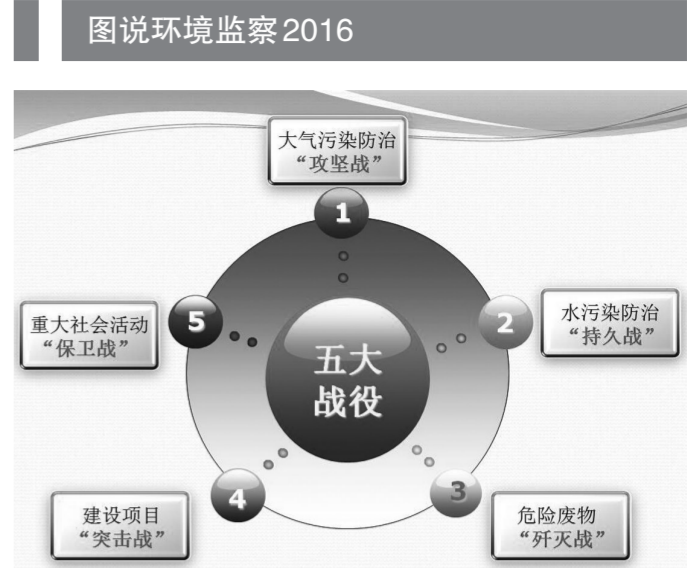 图说环境监察2016
大气污染防治
“攻坚战”
1
水污染防治
“持久战”
2
危险废物
“歼灭战”
3
建设项目
“突击战”
4
重大社会活动
“保卫战”
5
五大
战役